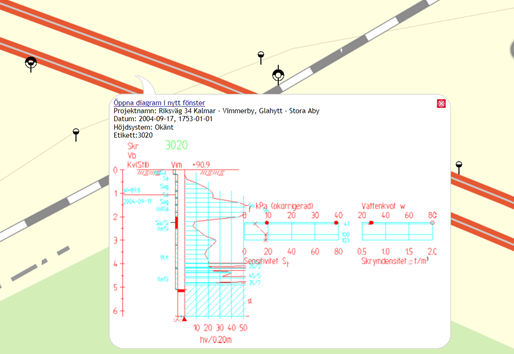 Öppna diagram i nytt fönster
Projektnamn: Riksväg 34 Kalmar - Vimmerby, Glahytt - Stora Aby
Datum: 2004-09-17, 1753-01-01
Höjdsystem: Okänt
Etikett:3020
Skr 3020
Vb
Kv(Stl) Vim +90.9
0
1
2004-09-17
2
3
4
5
6
kPa (okorrigerad) Vattenkvot w
0 10 20 30 40 0 20 40 60 80
0 10 20 30 40 0.5 1.0 1.5 2.0
Sensitivitet St Skrymdensitet t/m³
10 20 30 40 50
hv/0.20m